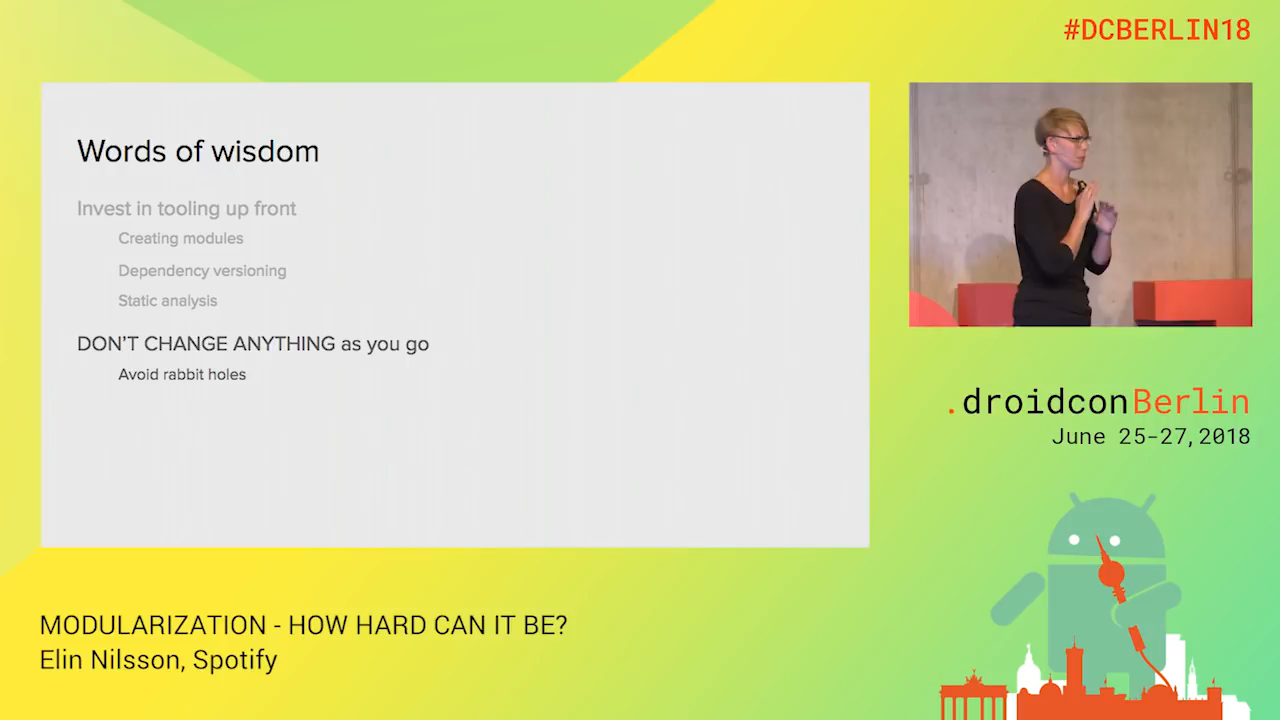 #DCBERLIN18
Words of wisdom
Invest in tooling up front
Creating modules
Dependency versioning
Static analysis
DON'T CHANGE ANYTHING as you go
Avoid rabbit holes
.droidconBerlin
June 25-27,2018
MODULARIZATION - HOW HARD CAN IT BE?
Elin Nilsson, Spotify